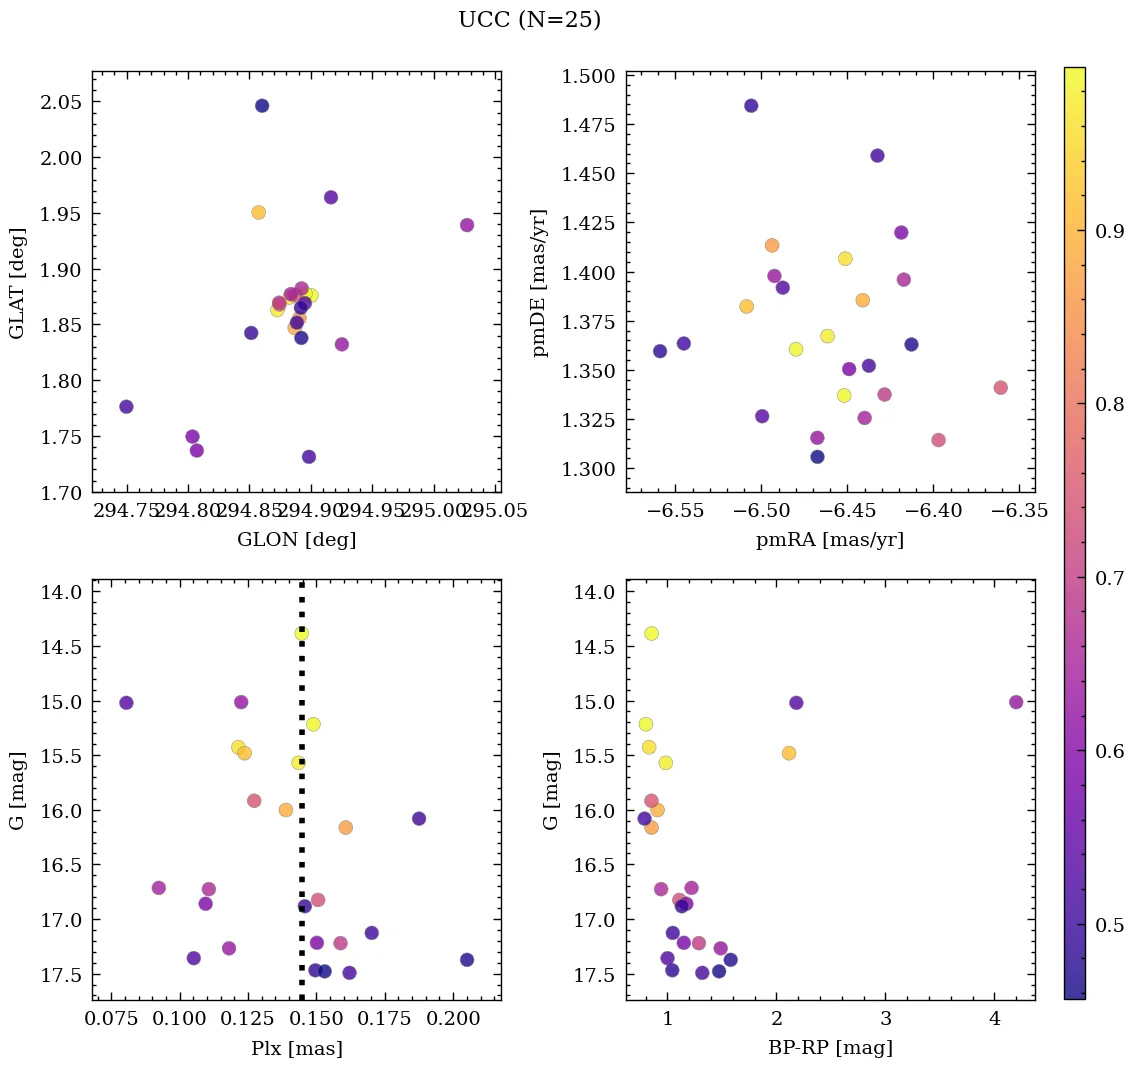 UCC (N=25)
2.05
2.00
1.95
1.90
1.85
1.80
1.75
1.70
GLAT [deg]
294.75 294.80 294.85 294.90 294.95 295.00 295.05
GLON [deg]
1.500
1.475
1.450
1.425
1.400
1.375
1.350
1.325
1.300
pmDE [mas/yr]
−6.55 −6.50 −6.45 −6.40 −6.35
pmRA [mas/yr]
14.0
14.5
15.0
15.5
16.0
16.5
17.0
17.5
G [mag]
0.075 0.100 0.125 0.150 0.175 0.200
Plx [mas]
14.0
14.5
15.0
15.5
16.0
16.5
17.0
17.5
G [mag]
1 2 3 4
BP-RP [mag]
0.9
0.8
0.7
0.6
0.5